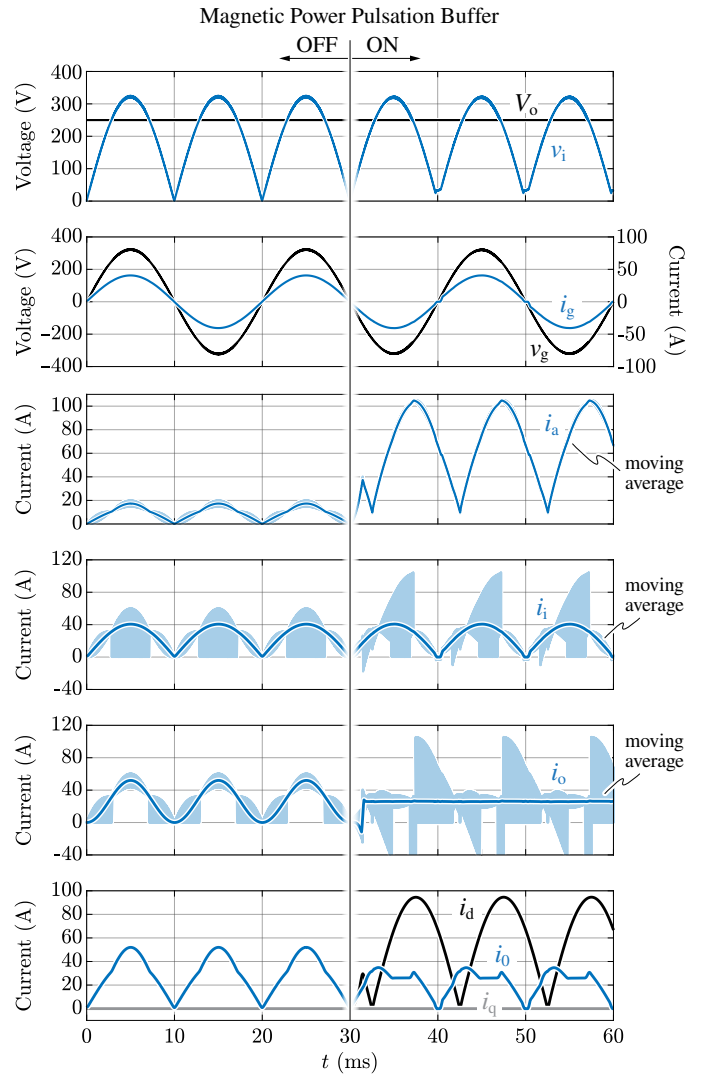 Magnetic Power Pulsation Buffer
OFF ON
Voltage (V)
400
300
200
100
0
V_o
v_i
Voltage (V)
400
200
0
-200
-400
Current (A)
100
50
0
-50
-100
i_g
v_g
Current (A)
100
80
60
40
20
0
i_a
moving
average
Current (A)
120
80
40
0
-40
i_i
moving
average
Current (A)
120
80
40
0
-40
i_o
moving
average
Current (A)
100
80
60
40
20
0
i_d
i_0
i_q
0 10 20 30 40 50 60
t (ms)